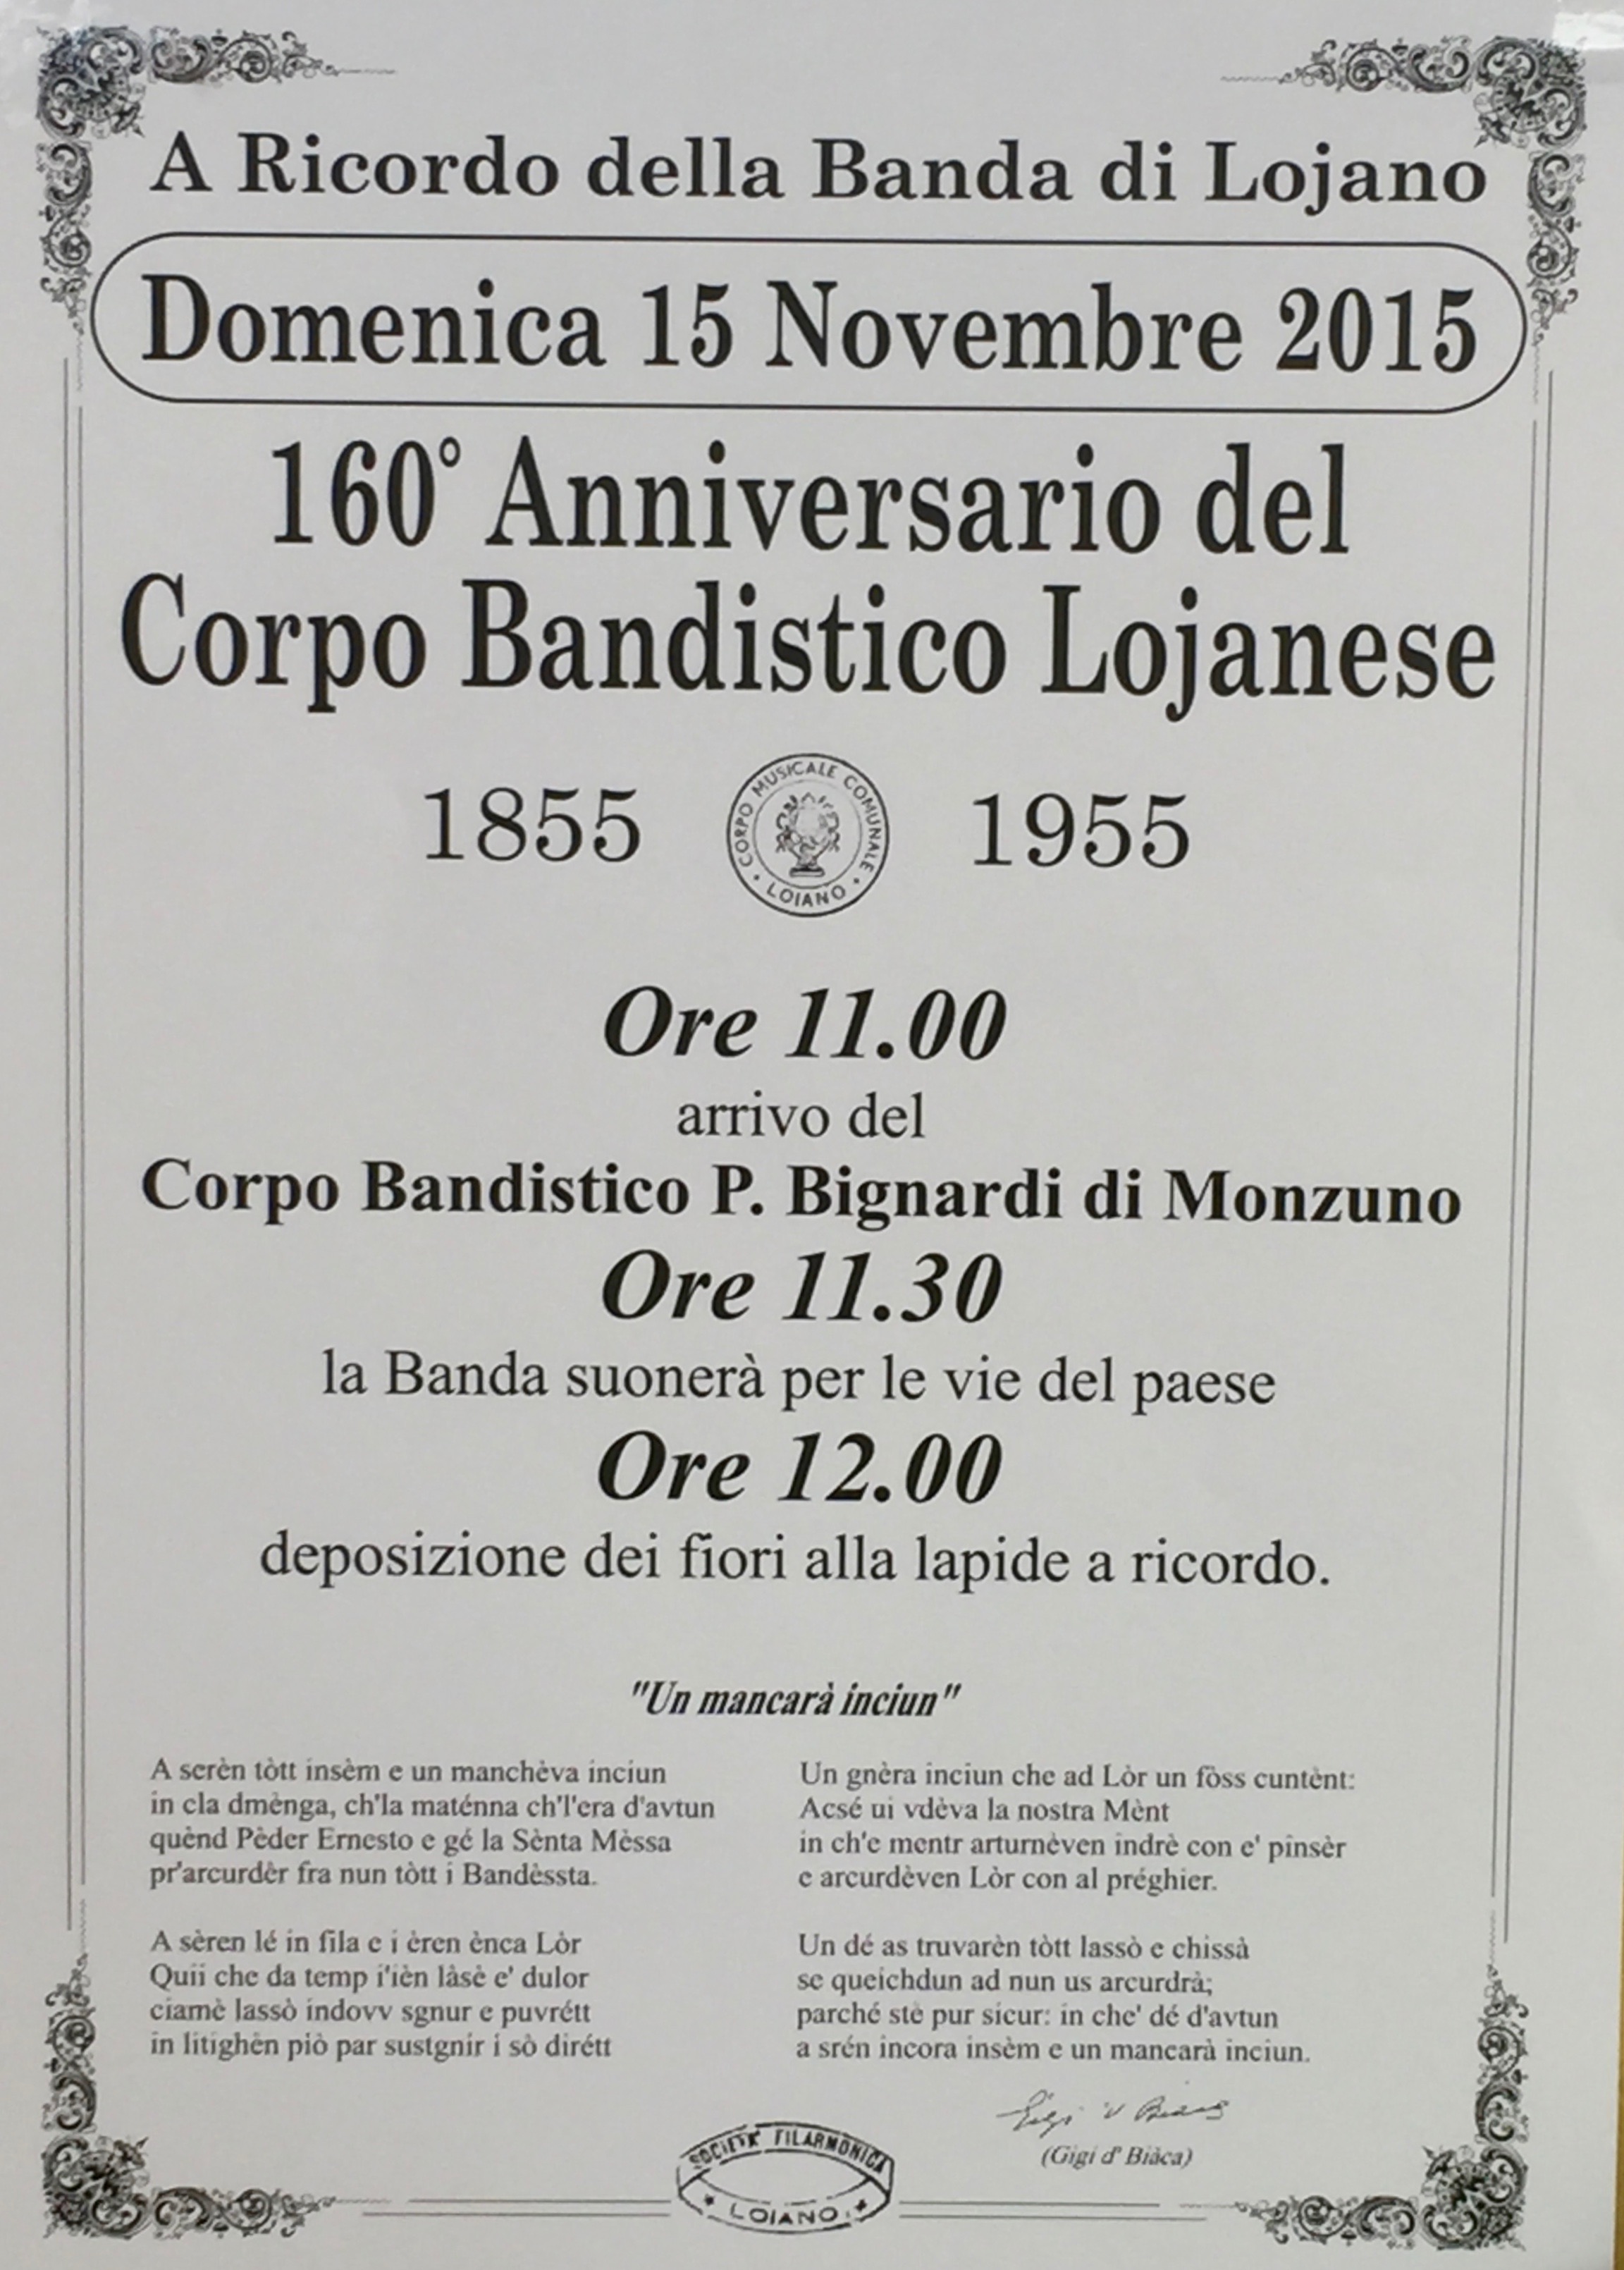 A Ricordo della Banda di Lojano
Domenica 15 Novembre 2015
160° Anniversario del
Corpo Bandistico Lojanese
1855
CORPO MUSICALE COMUNALE
LOIANO
1955
Ore 11.00
arrivo del
Corpo Bandistico P. Bignardi di Monzuno
Ore 11.30
la Banda suonerà per le vie del paese
Ore 12.00
deposizione dei fiori alla lapide a ricordo.
"Un mancarà inciun"
A serèn tòtt insèm e un manchèva inciun
in cla dmènga, ch'la maténna ch'l'era d'avtun
quènd Pèder Ernesto e gé la Sènta Mèssa
pr'arcurdêr fra nun tòtt i Bandèssta.
A sèren lé in fila e i èren ènca Lòr
Quii che da temp i'ièn làsè e' dulor
ciamè lassò indovv sgnur e puvrétt
in litighèn piò par sustgnir i sò dirétt
Un gnèra inciun che ad Lòr un fòss cuntènt:
Acsé ui vdèva la nostra Mènt
in ch'e mentr arturnèven indrè con e' pinsèr
e arcurdèven Lòr con al préghier.
Un dé as truvarèn tòtt lassò e chissà
se queichdun ad nun us arcurdrà;
parché stè pur sicur: in che' dé d'avtun
a srén incora insèm e un mancarà inciun.
(Gigi d' Biàca)
SOCIETA' FILARMONICA
LOIANO